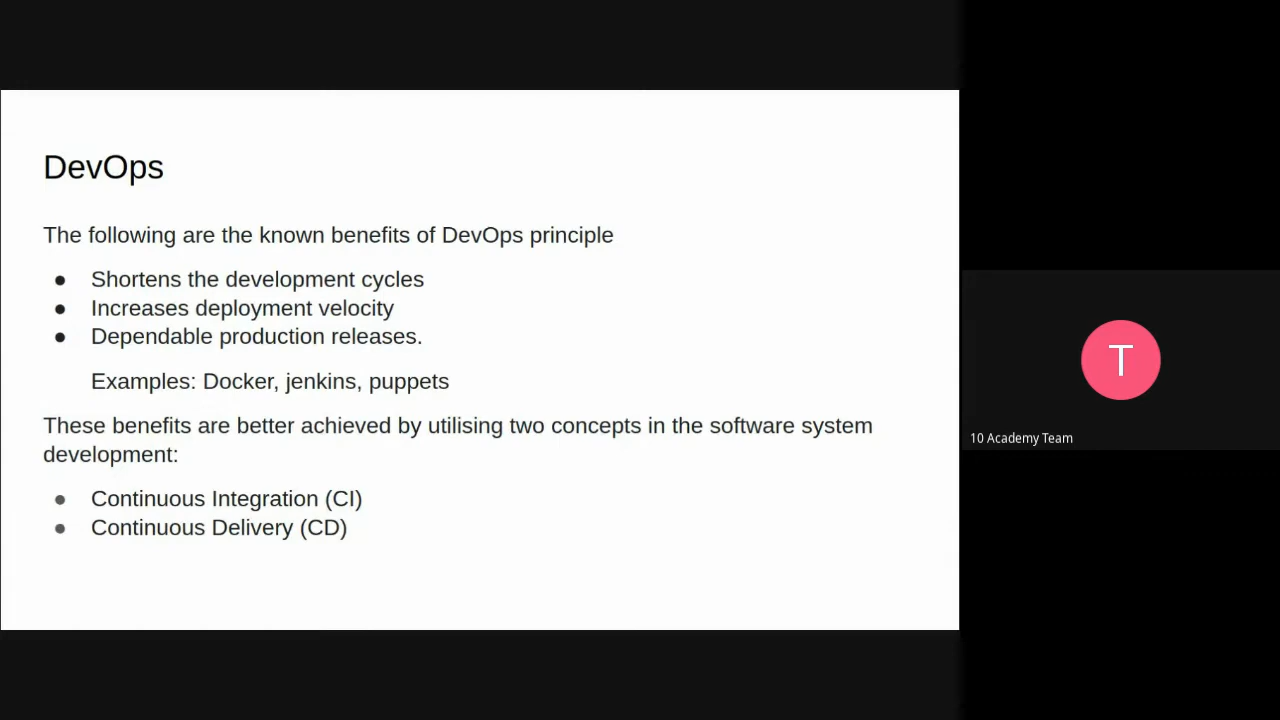 DevOps
The following are the known benefits of DevOps principle
● Shortens the development cycles
● Increases deployment velocity
● Dependable production releases.
Examples: Docker, jenkins, puppets
These benefits are better achieved by utilising two concepts in the software system
development:
● Continuous Integration (CI)
● Continuous Delivery (CD)
T
10 Academy Team